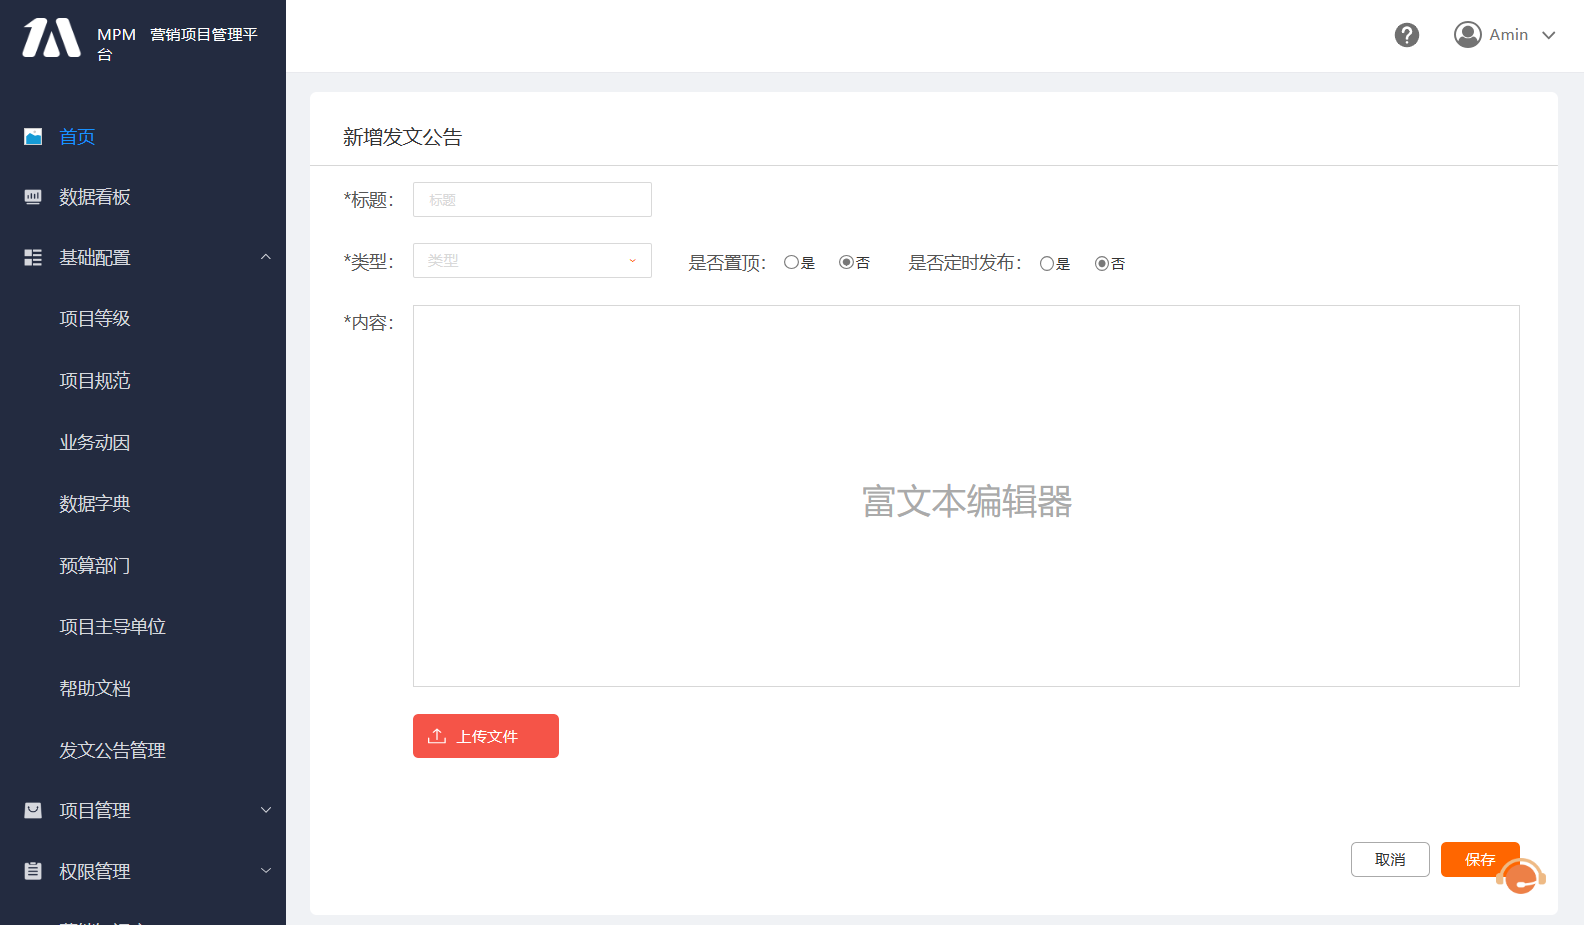 MPM 营销项目管理平
台
Amin
首页
数据看板
基础配置
项目等级
项目规范
业务动因
数据字典
预算部门
项目主导单位
帮助文档
发文公告管理
项目管理
权限管理
新增发文公告
*标题： 标题
*类型： 类型 是否置顶： 是 否 是否定时发布： 是 否
*内容：
富文本编辑器
上传文件
取消 保存